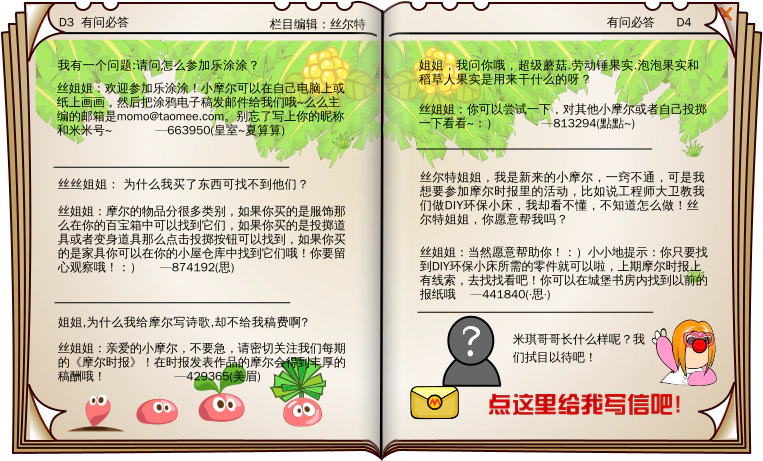 D3 有问必答
栏目编辑：丝尔特
我有一个问题:请问怎么参加乐涂涂？
丝姐姐：欢迎参加乐涂涂！小摩尔可以在自己电脑上或
纸上画画，然后把涂鸦电子稿发邮件给我们哦~么么主
编的邮箱是momo@taomee.com。别忘了写上你的昵称
和米米号~ —663950(皇室~夏算算)
丝丝姐姐： 为什么我买了东西可找不到他们？
丝姐姐：摩尔的物品分很多类别，如果你买的是服饰那
么在你的百宝箱中可以找到它们，如果你买的是投掷道
具或者变身道具那么点击投掷按钮可以找到，如果你买
的是家具你可以在你的小屋仓库中找到它们哦！你要留
心观察哦！：） —874192(思)
姐姐,为什么我给摩尔写诗歌,却不给我稿费啊?
丝姐姐：亲爱的小摩尔，不要急，请密切关注我们每期
的《摩尔时报》！在时报发表作品的摩尔会得到丰厚的
稿酬哦！ —429365(美眉)
有问必答 D4
姐姐，我问你哦，超级蘑菇.劳动锤果实.泡泡果实和
稻草人果实是用来干什么的呀？
丝姐姐：你可以尝试一下，对其他小摩尔或者自己投掷
一下看看~：） —813294(點點~)
丝尔特姐姐，我是新来的小摩尔，一窍不通，可是我
想要参加摩尔时报里的活动，比如说工程师大卫教我
们做DIY环保小床，我却看不懂，不知道怎么做！丝
尔特姐姐，你愿意帮我吗？
丝姐姐：当然愿意帮助你！：）小小地提示：你只要找
到DIY环保小床所需的零件就可以啦，上期摩尔时报上
有线索，去找找看吧！你可以在城堡书房内找到以前的
报纸哦 —441840(·思·)
米琪哥哥长什么样呢？我
们拭目以待吧！
点这里给我写信吧!